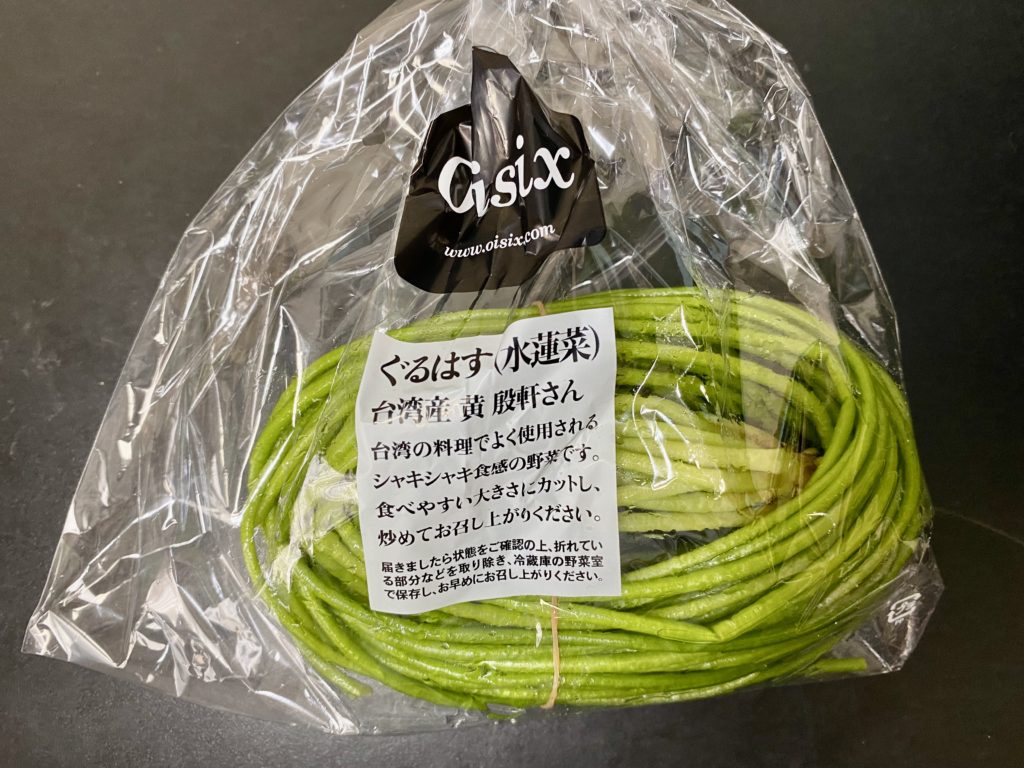 Oisix
www.oisix.com
ぐるはす(水蓮菜)
台湾産 黄 殷軒さん
台湾の料理でよく使用される
シャキシャキ食感の野菜です。
食べやすい大きさにカットし、
炒めてお召し上がりください。
届きましたら状態をご確認の上、折れてい
る部分などを取り除き、冷蔵庫の野菜室
で保存し、お早めにお召し上がりください。